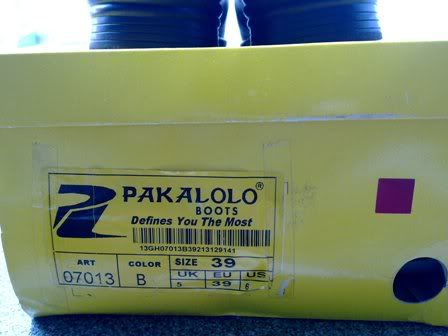 PAKALOLO®
BOOTS
Defines You The Most
13GH07013B39213129141
ART COLOR SIZE 39
07013 B UK EU US
5 39 6